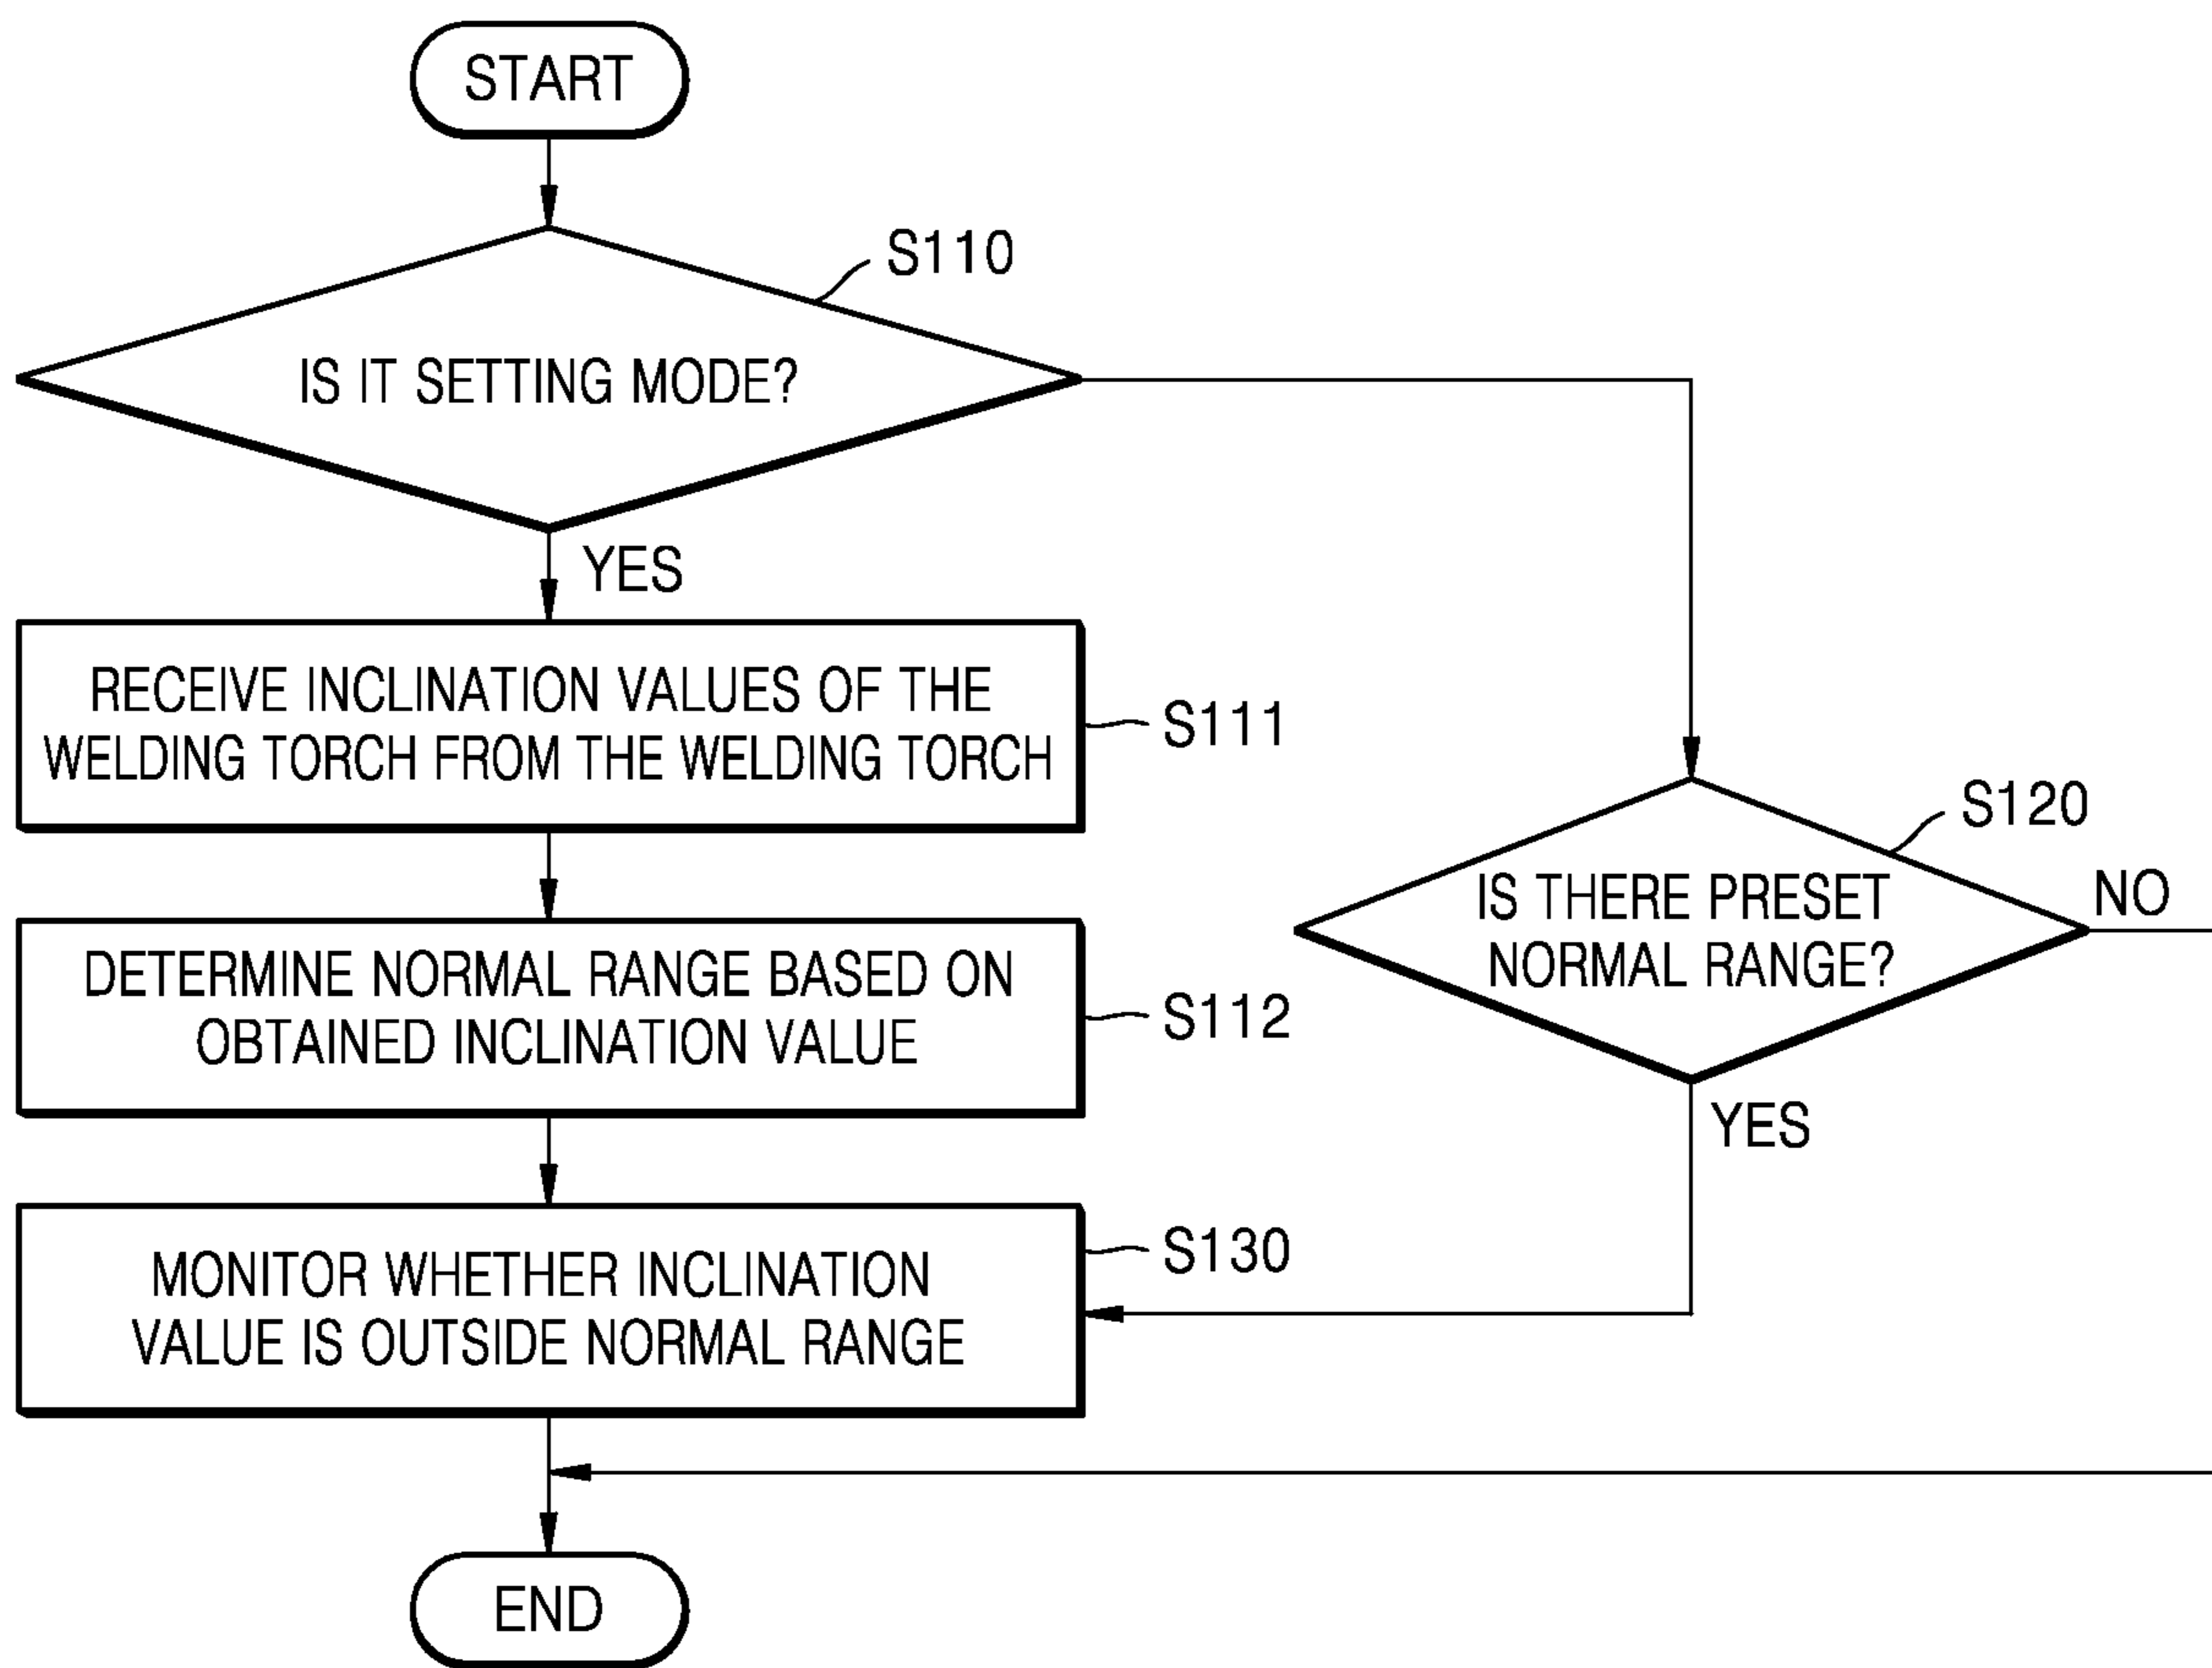 START
S110
IS IT SETTING MODE?
YES
RECEIVE INCLINATION VALUES OF THE
WELDING TORCH FROM THE WELDING TORCH
S111
S120
IS THERE PRESET
NORMAL RANGE?
NO
YES
DETERMINE NORMAL RANGE BASED ON
OBTAINED INCLINATION VALUE
S112
MONITOR WHETHER INCLINATION
VALUE IS OUTSIDE NORMAL RANGE
S130
END